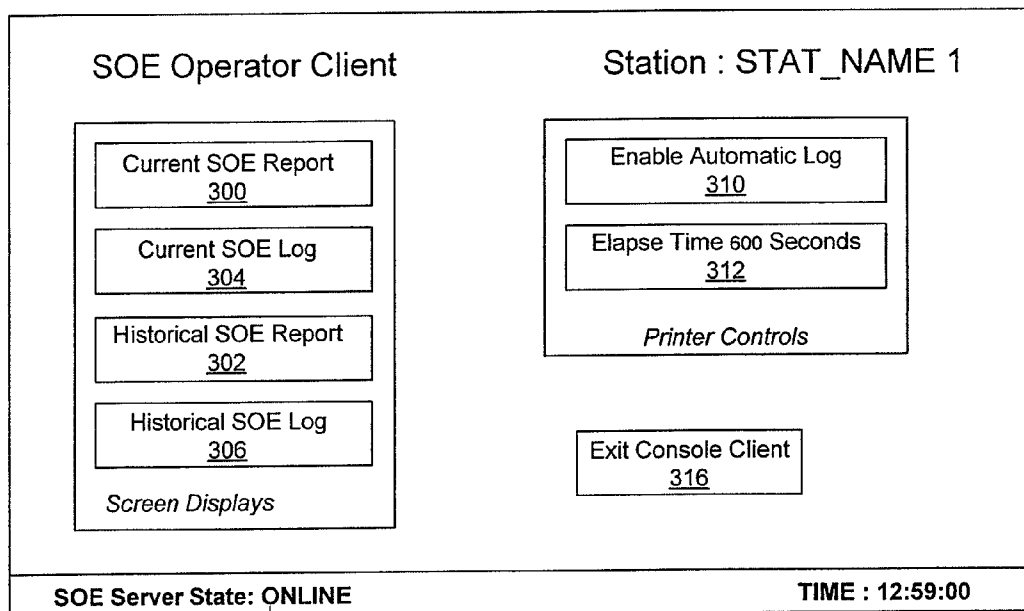 SOE Operator Client
Station : STAT_NAME 1
Current SOE Report
300
Current SOE Log
304
Historical SOE Report
302
Historical SOE Log
306
Screen Displays
Enable Automatic Log
310
Elapse Time 600 Seconds
312
Printer Controls
Exit Console Client
316
SOE Server State: ONLINE
TIME : 12:59:00